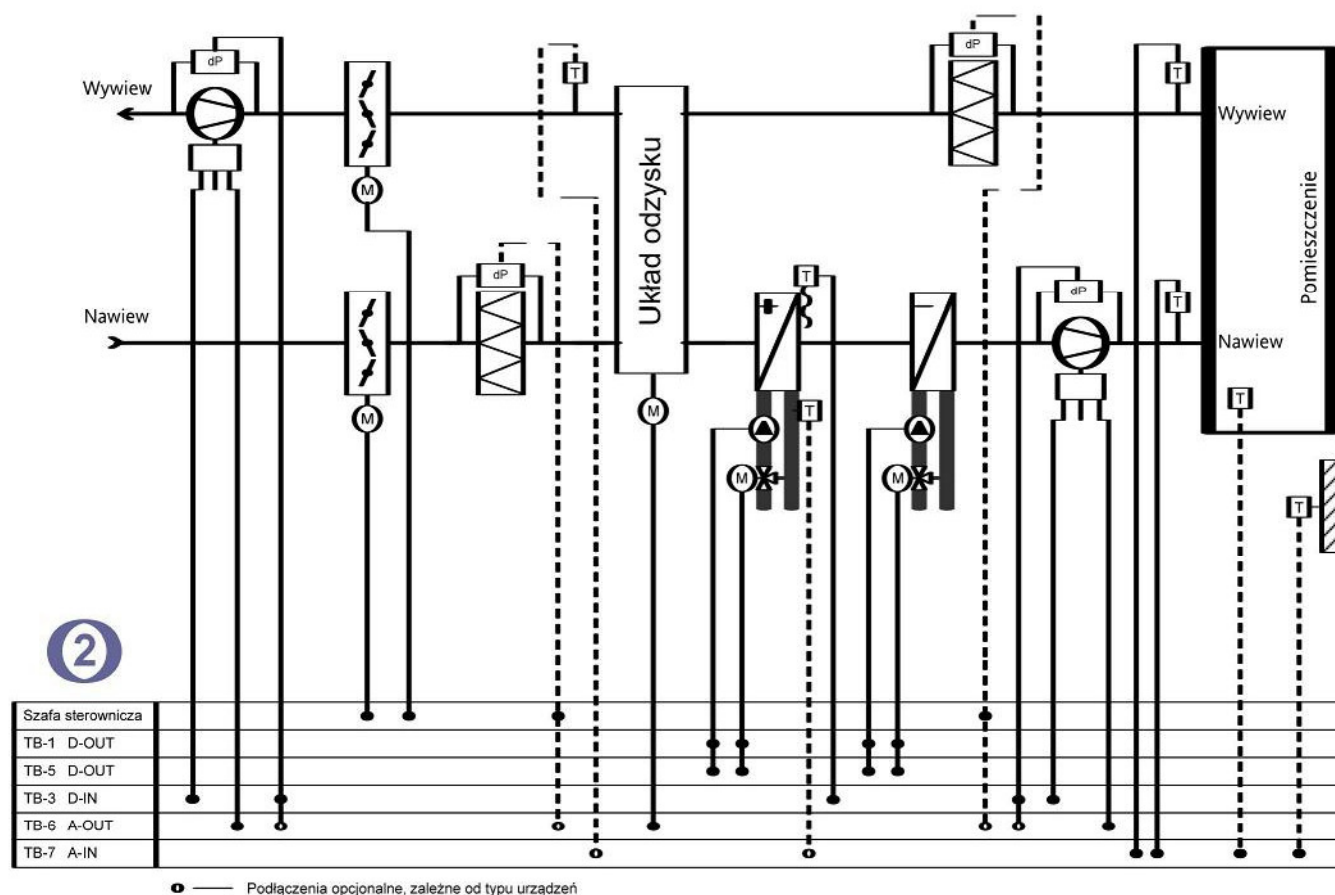 dP
dP
T
T
Wywiew
Wywiew
M
Układ odzysku
Pomieszczenie
dP
T
dP
T
Nawiew
Nawiew
T
M
M
T
M
M
T
2
Szafa sterownicza
TB-1 D-OUT
TB-5 D-OUT
TB-3 D-IN
TB-6 A-OUT
TB-7 A-IN
Podłączenia opcjonalne, zależne od typu urządzeń